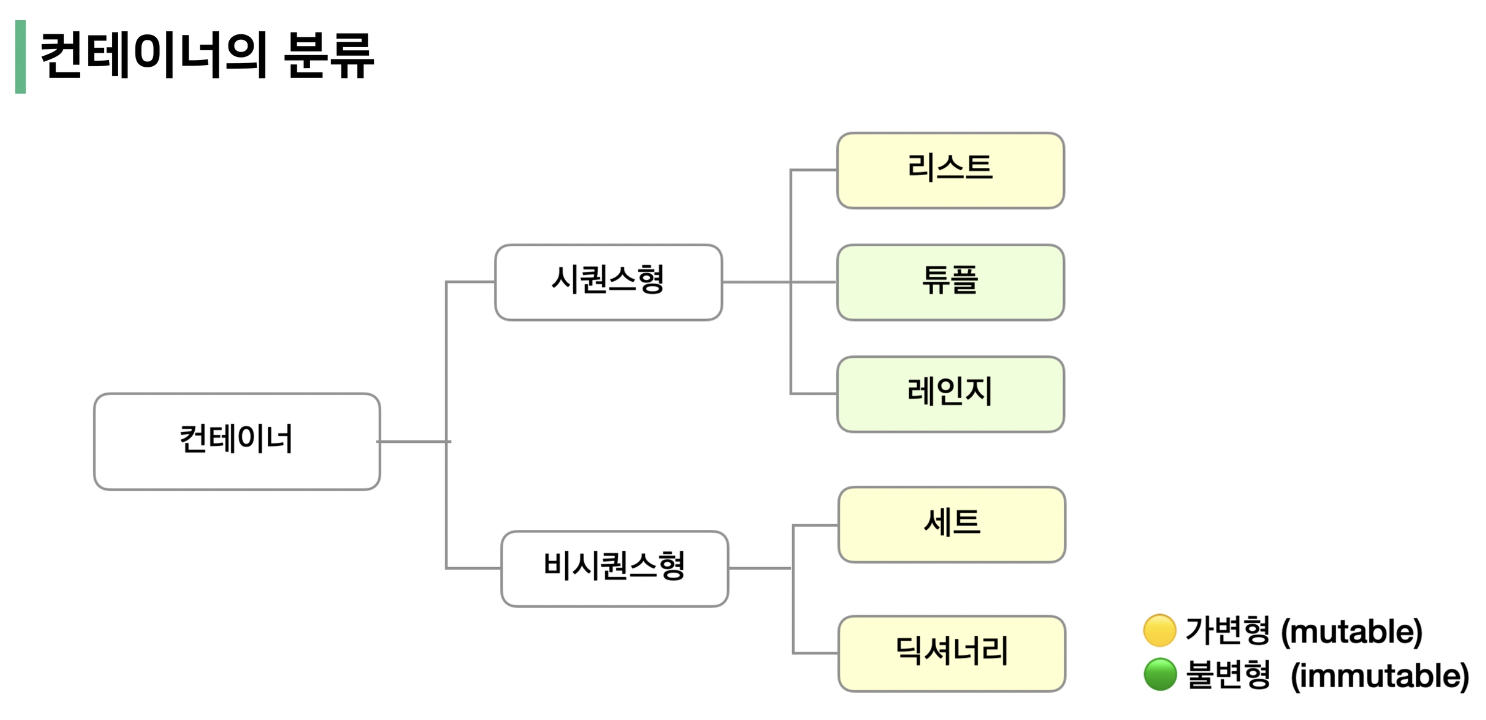 컨테이너의 분류
리스트
시퀀스형
튜플
레인지
컨테이너
세트
비시퀀스형
딕셔너리
가변형 (mutable)
불변형 (immutable)